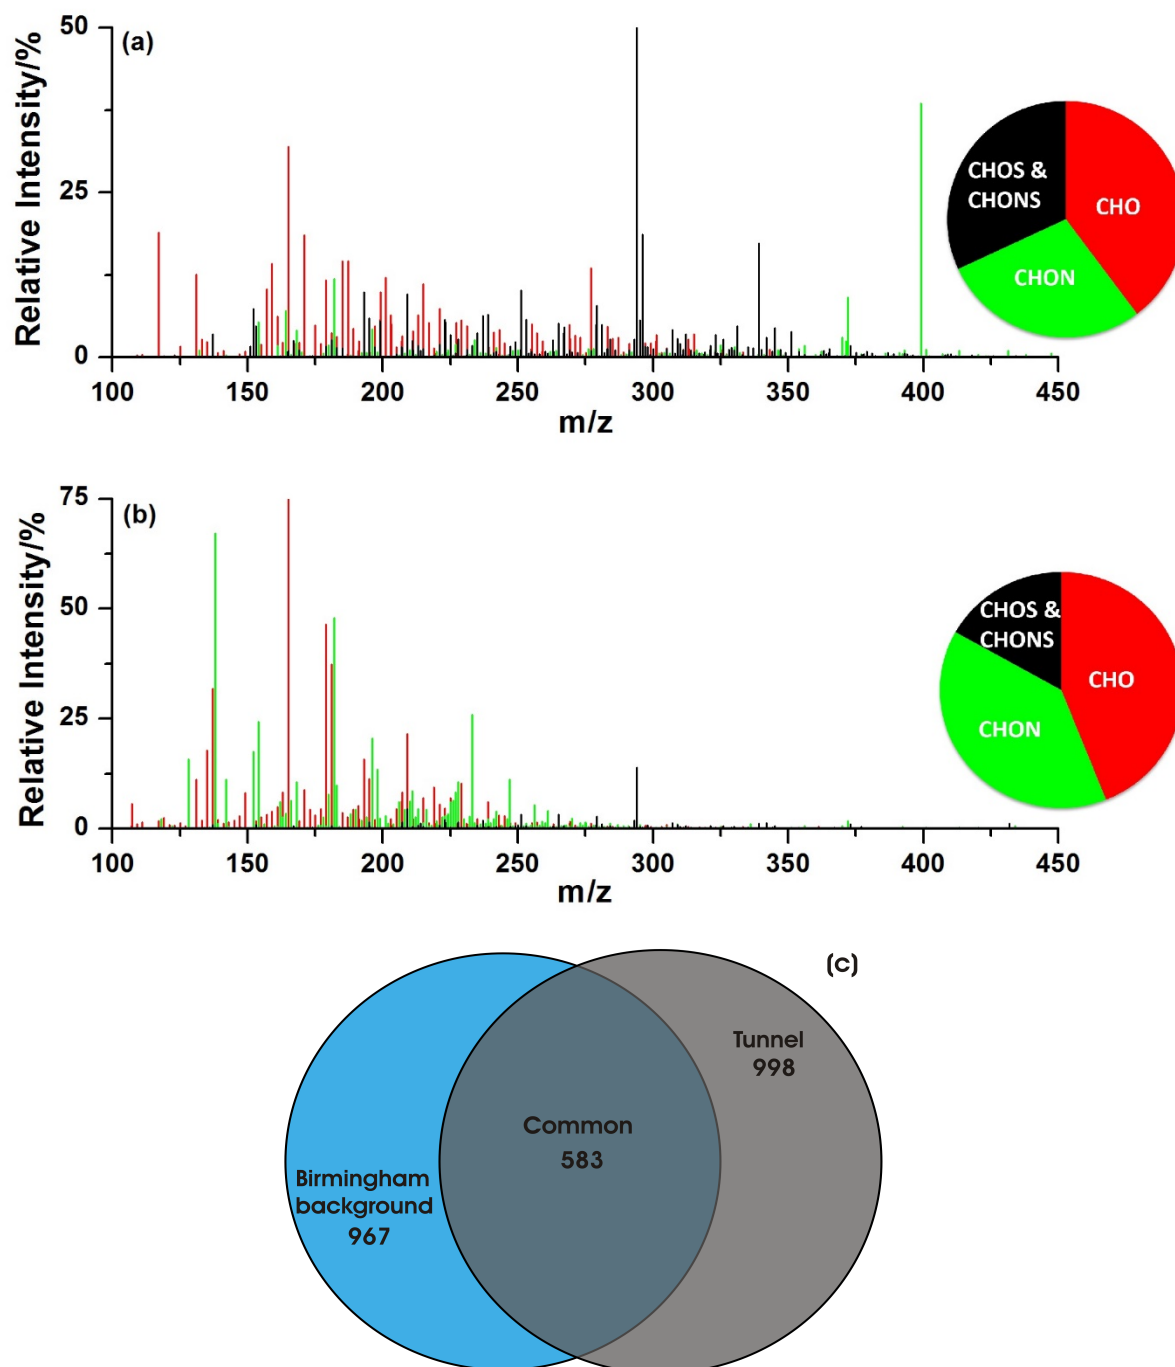 50
(a)
Relative Intensity/%
25
0
100
150
200
250
300
350
400
450
m/z
CHOS &
CHONS
CHO
CHON
75
(b)
Relative Intensity/%
50
25
0
100
150
200
250
300
350
400
450
m/z
CHOS &
CHONS
CHO
CHON
(c)
Tunnel
998
Common
583
Birmingham
background
967